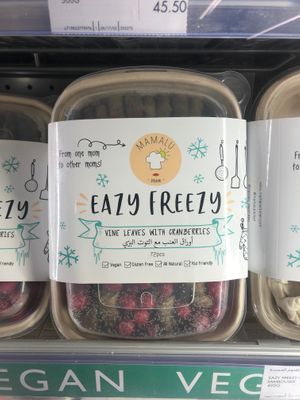 45.50
MAMALU
From one mom
to other moms!
EAZY FREEZY
VINE LEAVES WITH CRANBERRIES
أوراق العنب مع التوت البري
72pcs
Vegan Gluten Free All Natural Kid Friendly
VEGAN VEG